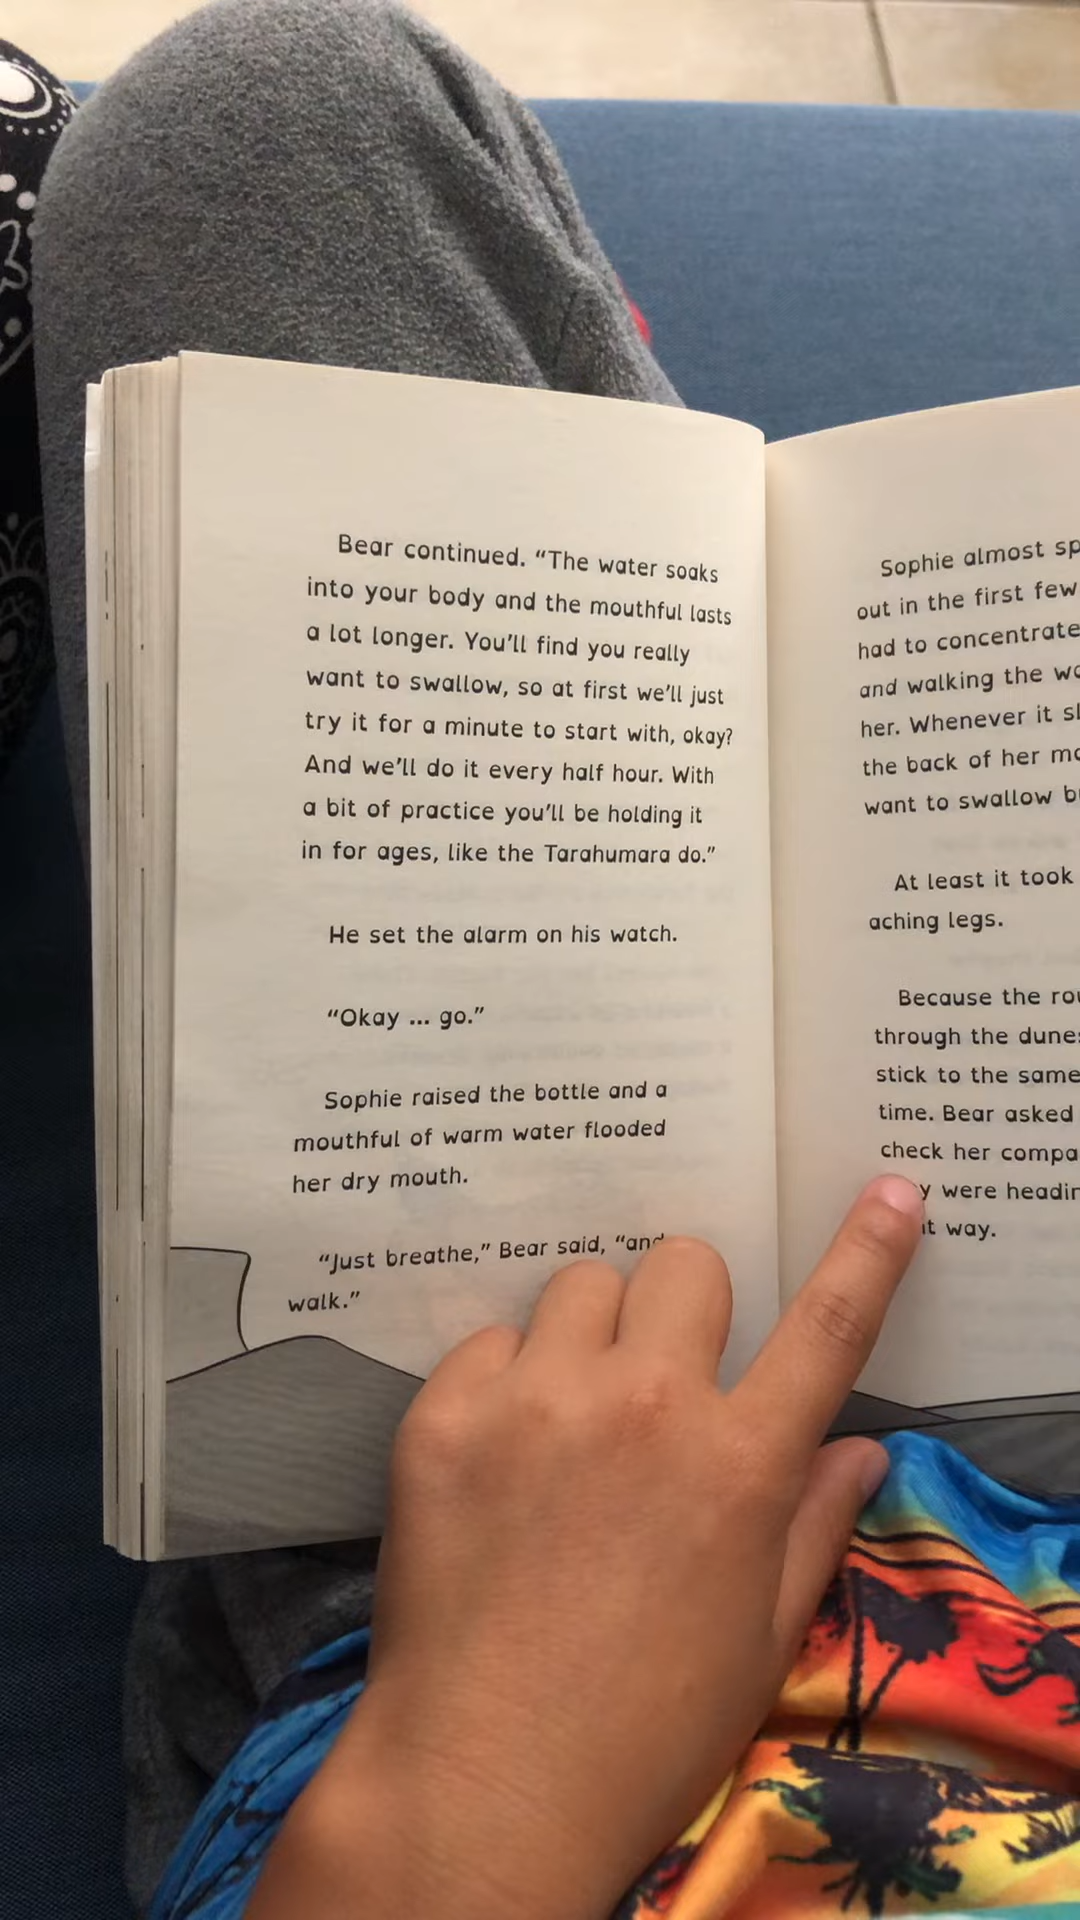 Bear continued. “The water soaks
into your body and the mouthful lasts
a lot longer. You’ll find you really
want to swallow, so at first we’ll just
try it for a minute to start with, okay?
And we’ll do it every half hour. With
a bit of practice you’ll be holding it
in for ages, like the Tarahumara do.”
He set the alarm on his watch.
“Okay ... go.”
Sophie raised the bottle and a
mouthful of warm water flooded
her dry mouth.
“Just breathe,” Bear said, “and
walk.”
Sophie almost
out in the first few
had to concentrate
and walking the
her. Whenever it
the back of her
want to swallow
At least it took
aching legs.
Because the
through the
stick to the same
time. Bear asked
check her
were
way.